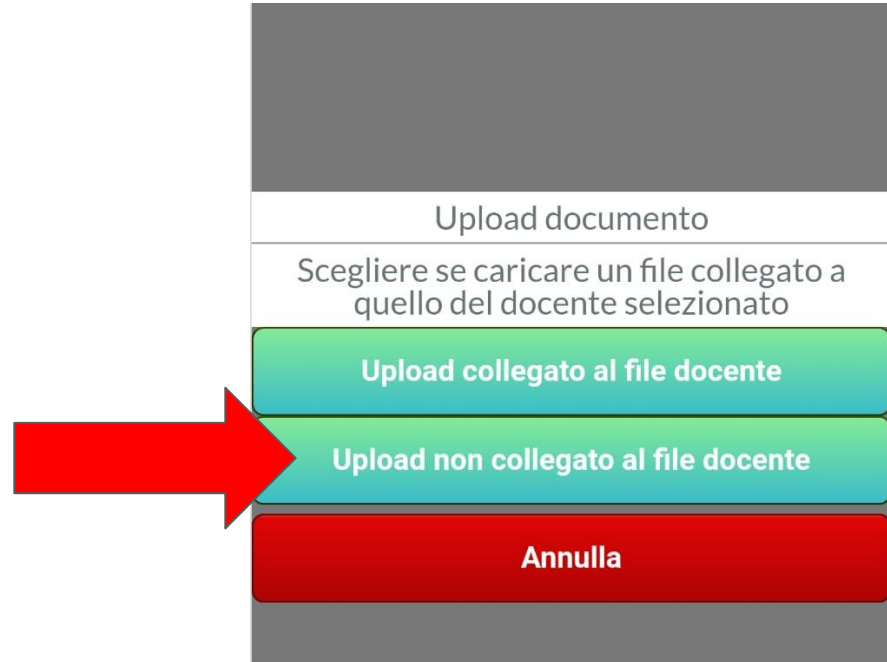 Upload documento
Scegliere se caricare un file collegato a
quello del docente selezionato
Upload collegato al file docente
Upload non collegato al file docente
Annulla